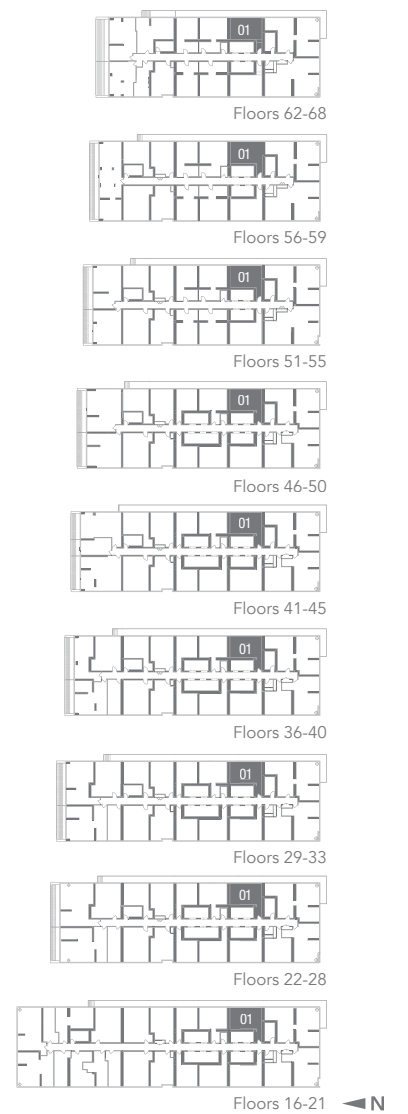 01
Floors 62-68
01
Floors 56-59
01
Floors 51-55
01
Floors 46-50
01
Floors 41-45
01
Floors 36-40
01
Floors 29-33
01
Floors 22-28
01
Floors 16-21 N